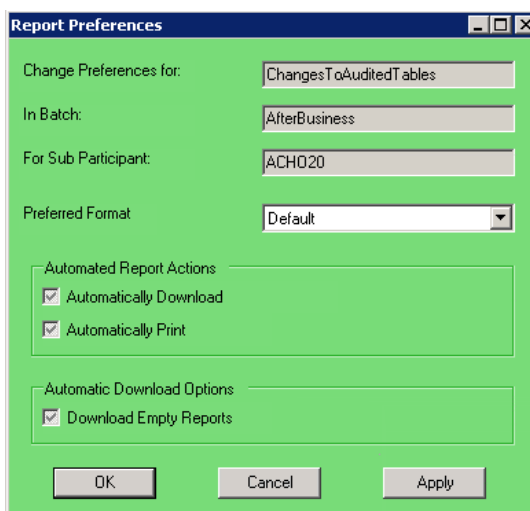 Report Preferences
Change Preferences for: ChangesToAuditedTables
In Batch: AfterBusiness
For Sub Participant: ACHO20
Preferred Format Default
Automated Report Actions
Automatically Download
Automatically Print
Automatic Download Options
Download Empty Reports
OK Cancel Apply